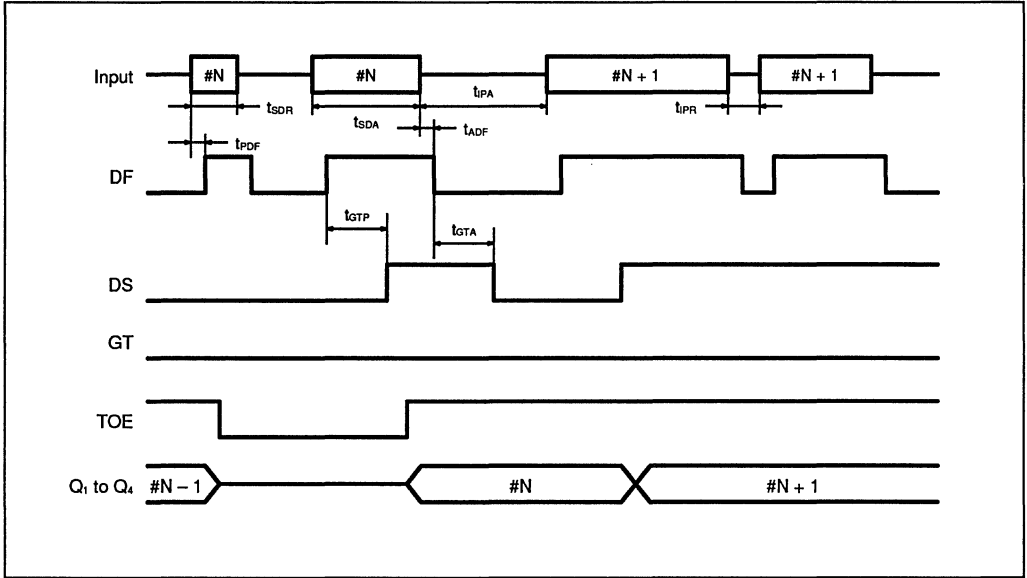 Input #N #N #N + 1 #N + 1
tSDR tSDA tIPA tIPR
tPDF tADF
DF
tGTP tGTA
DS
GT
TOE
Q₁ to Q₄ #N – 1 #N #N + 1